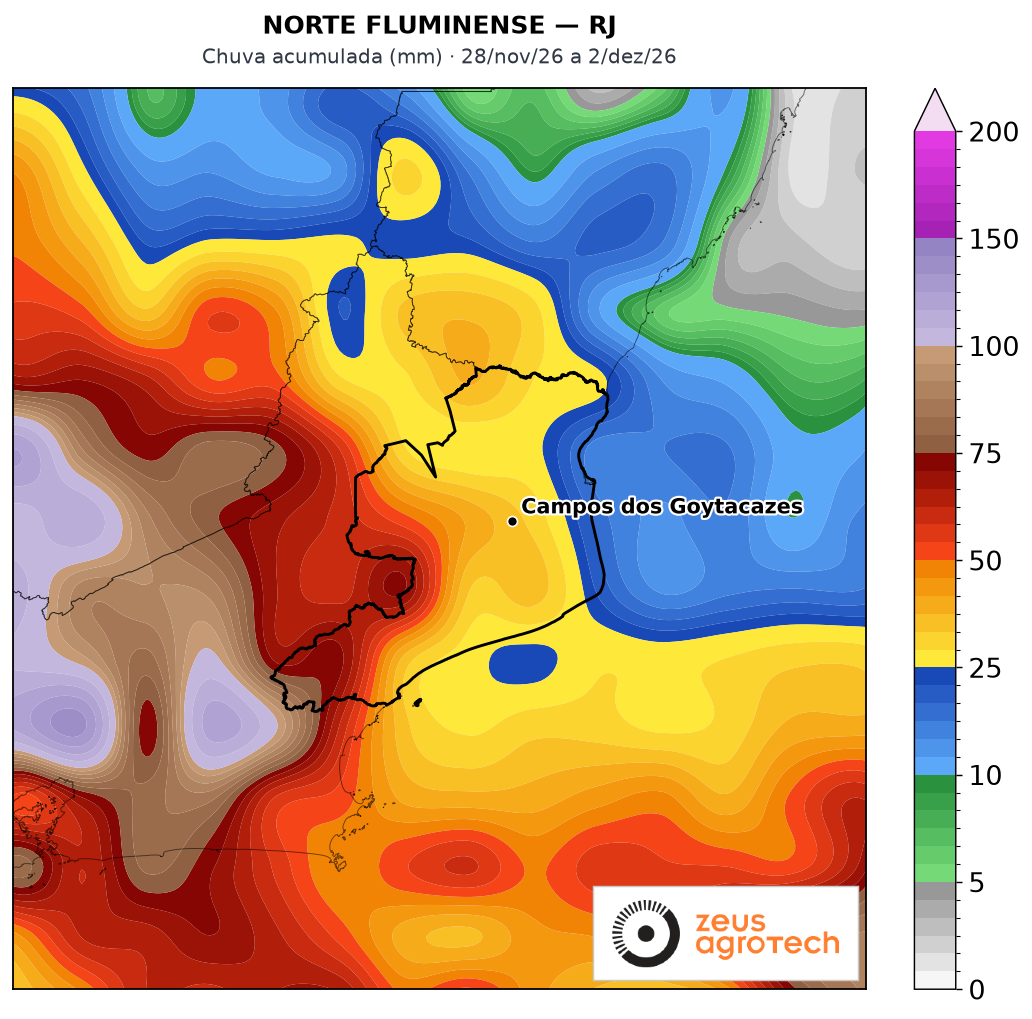 NORTE FLUMINENSE — RJ
Chuva acumulada (mm) · 28/nov/26 a 2/dez/26
200
150
100
75
50
25
10
5
0
Campos dos Goytacazes
zeus
agrotech